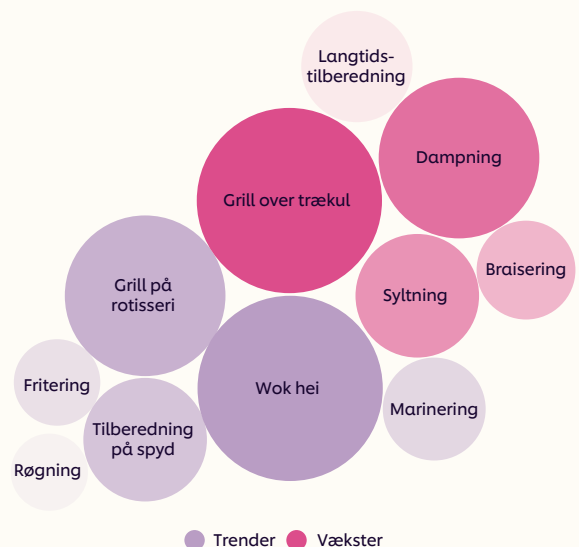 Langtids-
tilberedning
Dampning
Grill over trækul
Braisering
Grill på
rotisseri
Syltning
Fritering
Wok hei
Marinering
Tilberedning
på spyd
Røgning
Trender Vækster